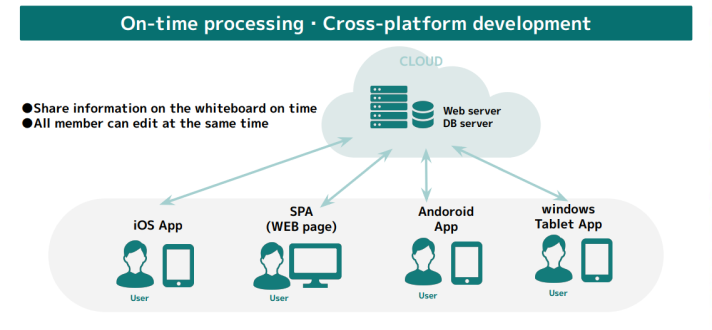 On-time processing・Cross-platform development
CLOUD
●Share information on the whiteboard on time
●All member can edit at the same time
Web server
DB server
iOS App
SPA
(WEB page)
Andoroid
App
windows
Tablet App
User
User
User
User